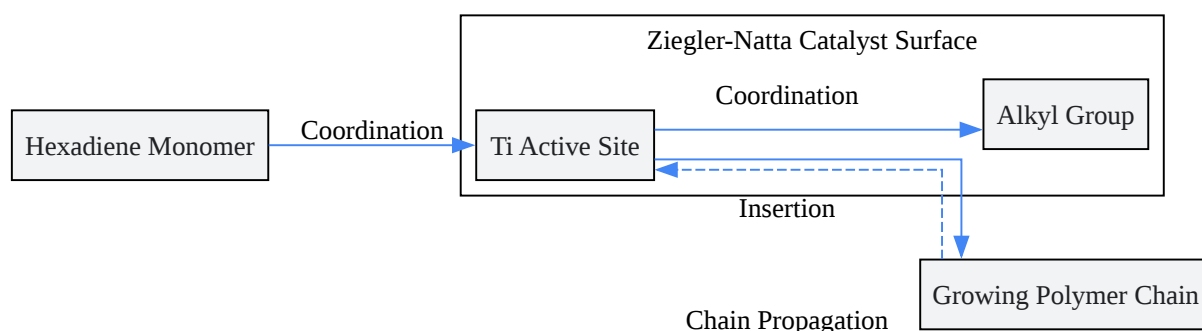 Ziegler-Natta Catalyst Surface
Coordination
Alkyl Group
Hexadiene Monomer
Coordination
Ti Active Site
Insertion
Growing Polymer Chain
Chain Propagation